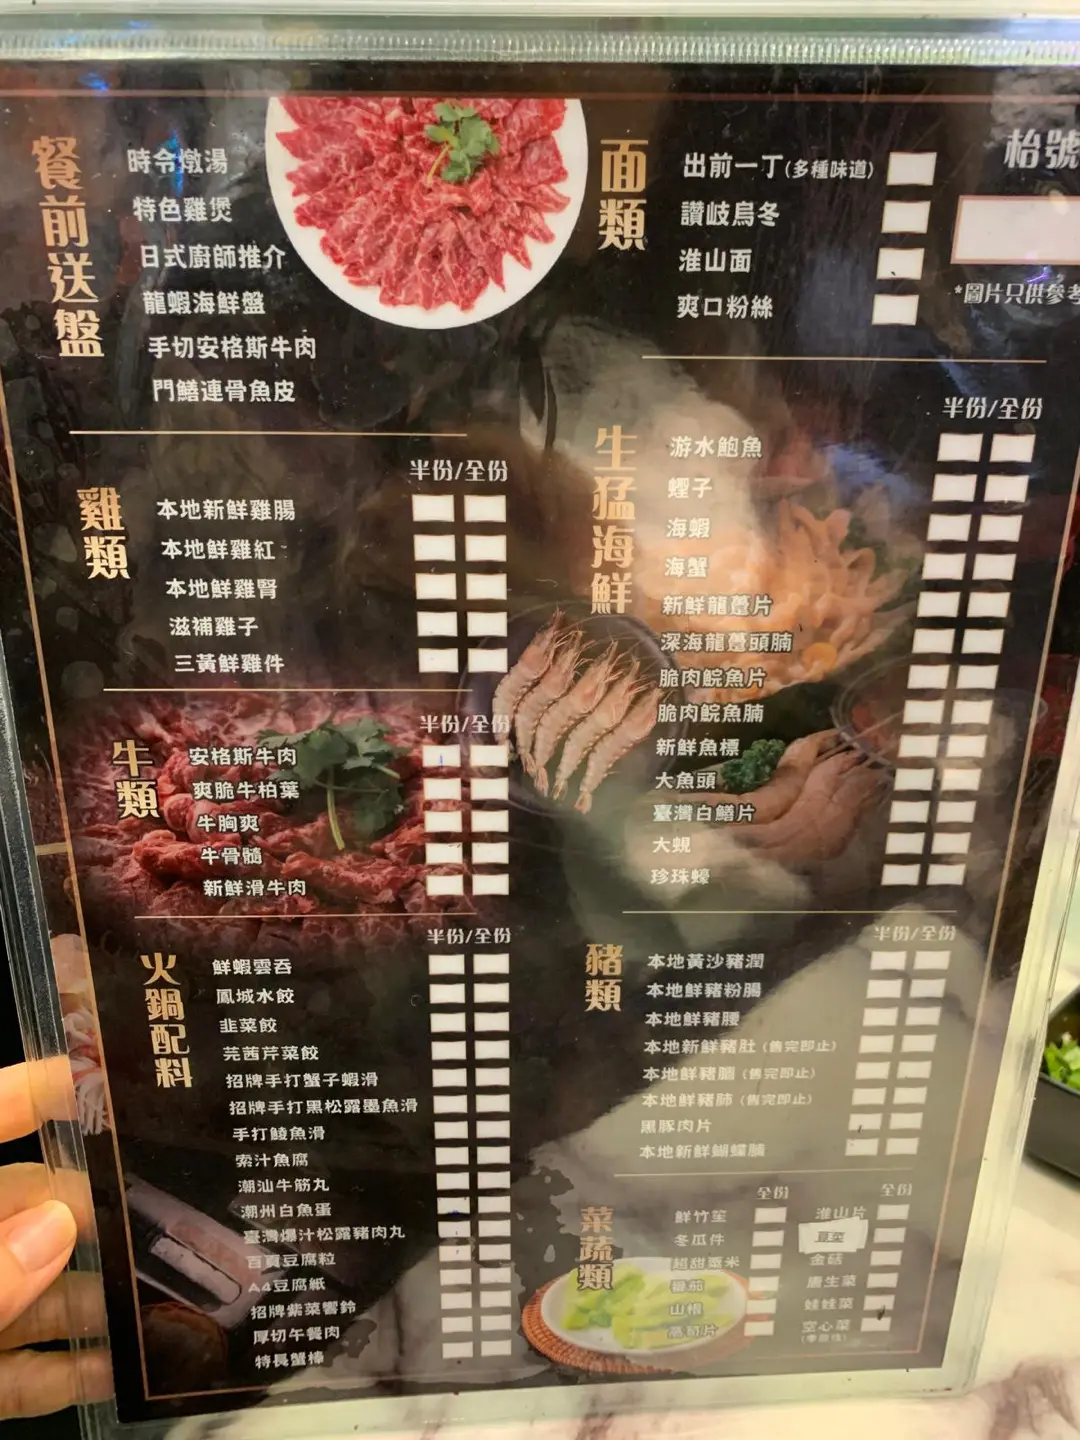 餐前送盤
時令燉湯
特色雞煲
日式廚師推介
龍蝦海鮮盤
手切安格斯牛肉
門鱔連骨魚皮
面類
出前一丁(多種味道)
讚岐烏冬
淮山面
爽口粉絲
枱號
*圖片只供參考
雞類
半份/全份
本地新鮮雞腸
本地鮮雞紅
本地鮮雞腎
滋補雞子
三黃鮮雞件
牛類
半份/全份
安格斯牛肉
爽脆牛柏葉
牛胸爽
牛骨髓
新鮮滑牛肉
火鍋配料
半份/全份
鮮蝦雲吞
鳳城水餃
韭菜餃
芫茜芹菜餃
招牌手打蟹子蝦滑
招牌手打黑松露墨魚滑
手打鯪魚滑
索汁魚腐
潮汕牛筋丸
潮州白魚蛋
臺灣爆汁松露豬肉丸
百頁豆腐粒
A4豆腐紙
招牌紫菜響鈴
厚切午餐肉
特長蟹棒
生猛海鮮
半份/全份
游水鮑魚
蟶子
海蝦
海蟹
新鮮龍躉片
深海龍躉頭腩
脆肉鯇魚片
脆肉鯇魚腩
新鮮魚標
大魚頭
臺灣白鱔片
大蜆
珍珠蠔
豬類
半份/全份
本地黃沙豬潤
本地鮮豬粉腸
本地鮮豬腰
本地新鮮豬肚(售完即止)
本地鮮豬腦(售完即止)
本地鮮豬肺(售完即止)
黑豚肉片
本地新鮮蝴蝶腩
菜蔬類
全份
鮮竹笙
冬瓜件
超甜粟米
番茄
山根
萵筍片
全份
淮山片
豆苗
金菇
唐生菜
娃娃菜
空心菜